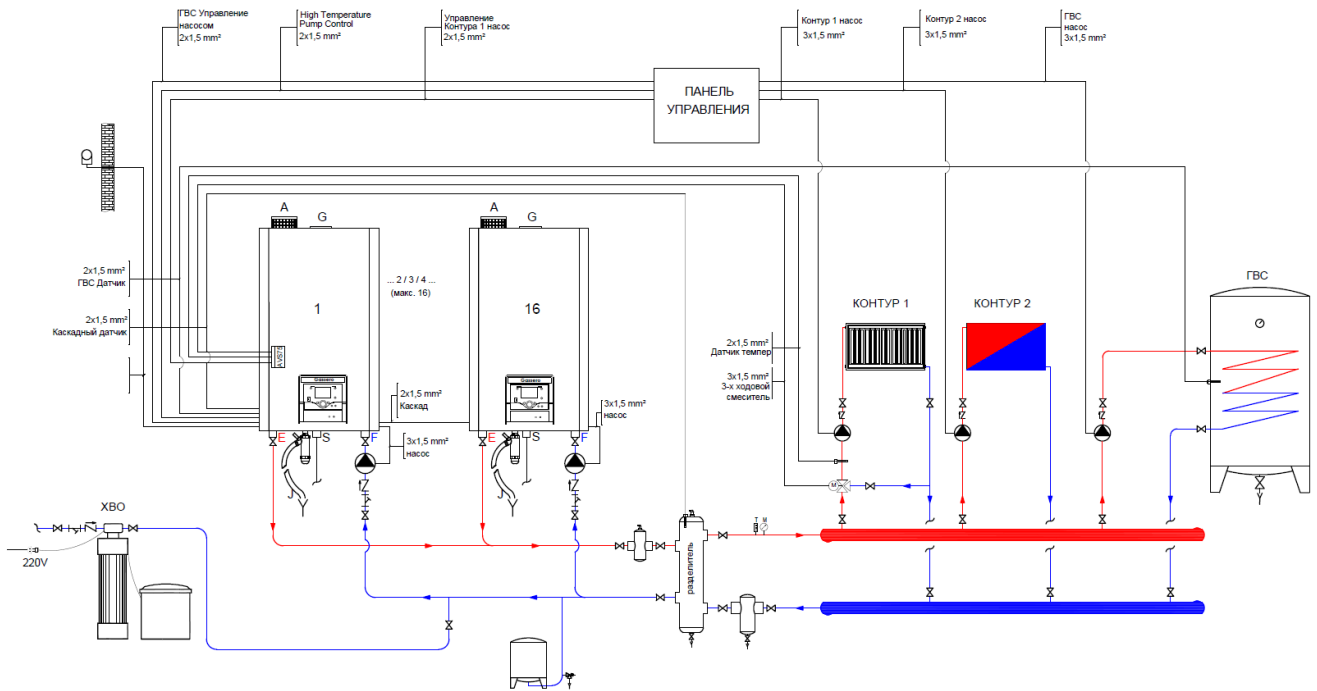 ГВС Управление
насосом
2x1,5 mm²
High Temperature
Pump Control
2x1,5 mm²
Управление
Контура 1 насос
2x1,5 mm²
Контур 1 насос
3x1,5 mm²
Контур 2 насос
3x1,5 mm²
ГВС
насос
3x1,5 mm²
ПАНЕЛЬ
УПРАВЛЕНИЯ
A
G
A
G
2x1,5 mm²
ГВС Датчик
... 2 / 3 / 4 ...
(макс. 16)
1
16
2x1,5 mm²
Каскадный датчик
AVS75
ГВС
КОНТУР 1
КОНТУР 2
2x1,5 mm²
Датчик темпер
3x1,5 mm²
3-х ходовой
смеситель
2x1,5 mm²
Каскад
3x1,5 mm²
насос
E
S
F
E
S
F
3x1,5 mm²
насос
J
J
M
ХВО
220V
T
M
разделитель